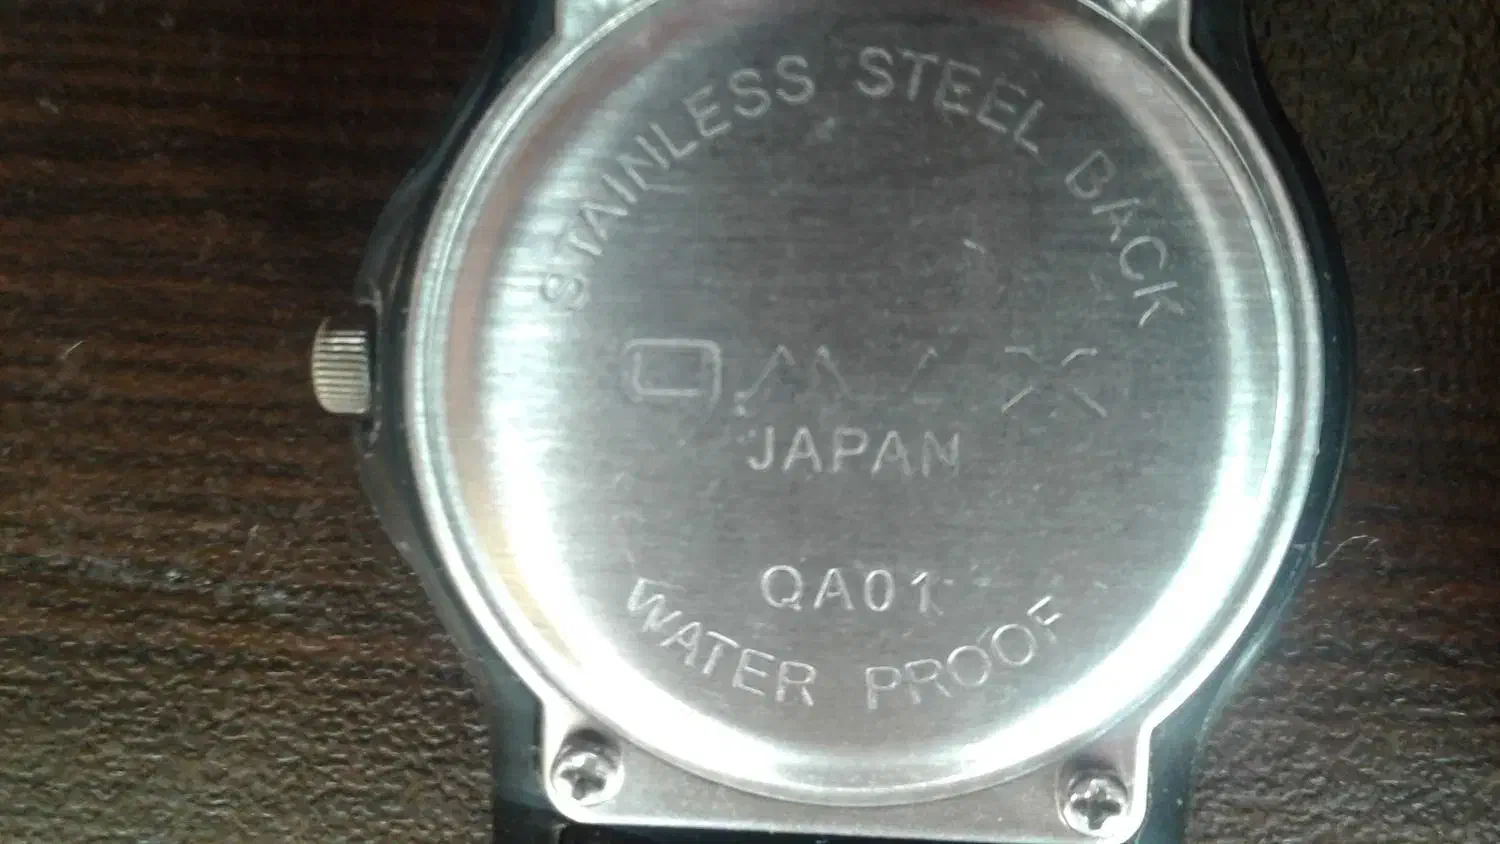 STAINLESS STEEL BACK
OMAX
JAPAN
QA01
WATER PROOF